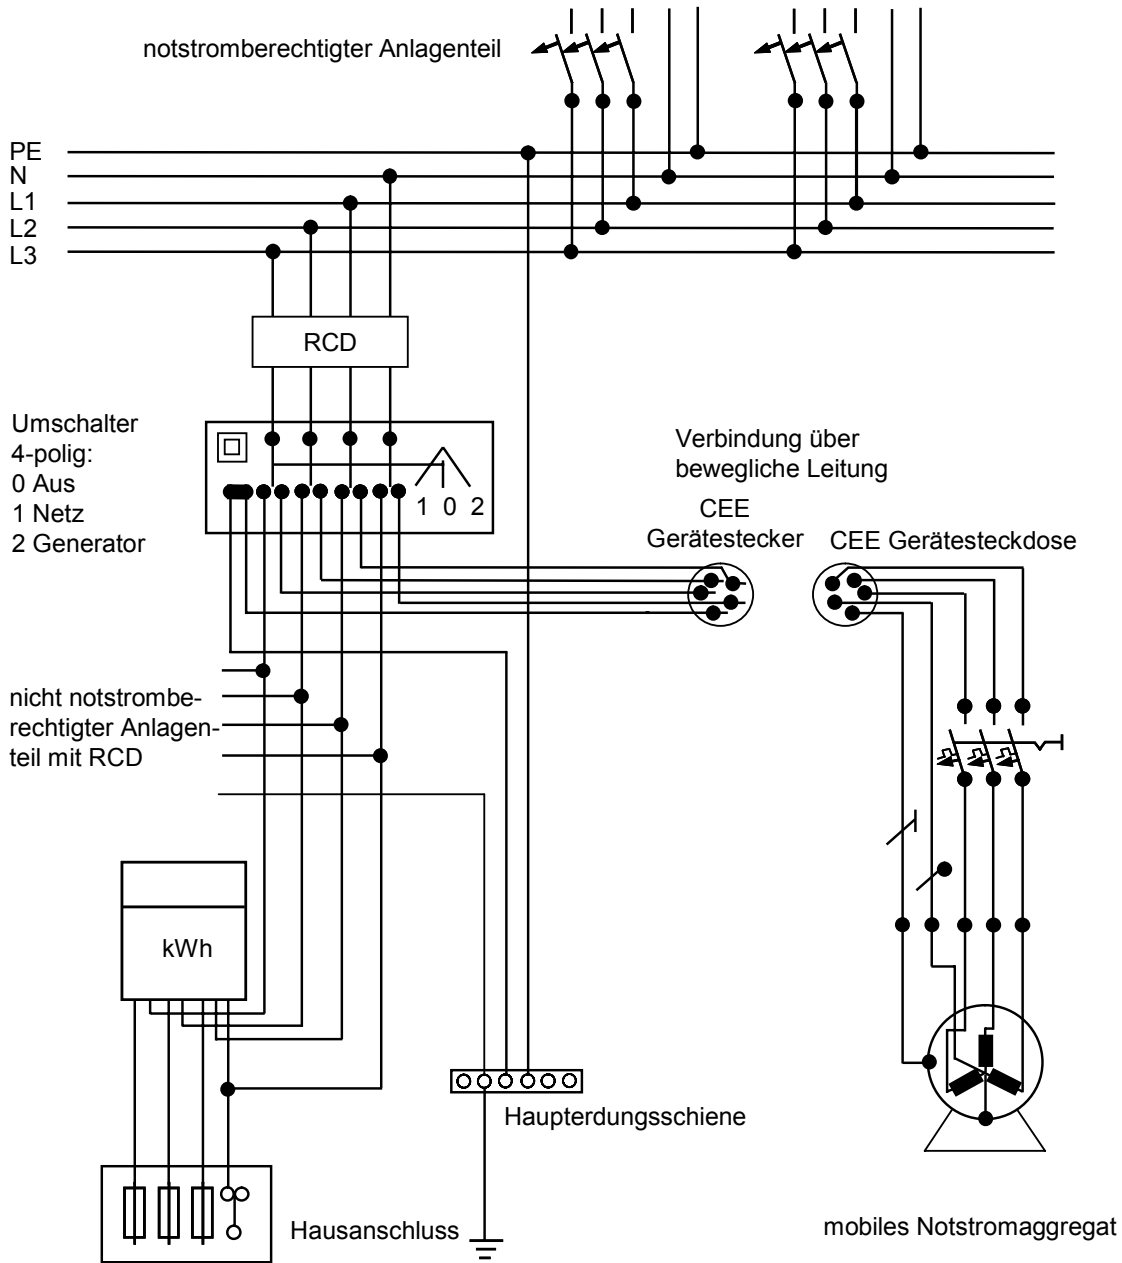 notstromberechtigter Anlagenteil
PE
N
L1
L2
L3
RCD
Umschalter
4-polig:
0 Aus
1 Netz
2 Generator
1 0 2
Verbindung über
bewegliche Leitung
CEE
Gerätestecker
CEE Gerätesteckdose
nicht notstrombe-
rechtigter Anlagen-
teil mit RCD
kWh
Haupterdungsschiene
Hausanschluss
mobiles Notstromaggregat